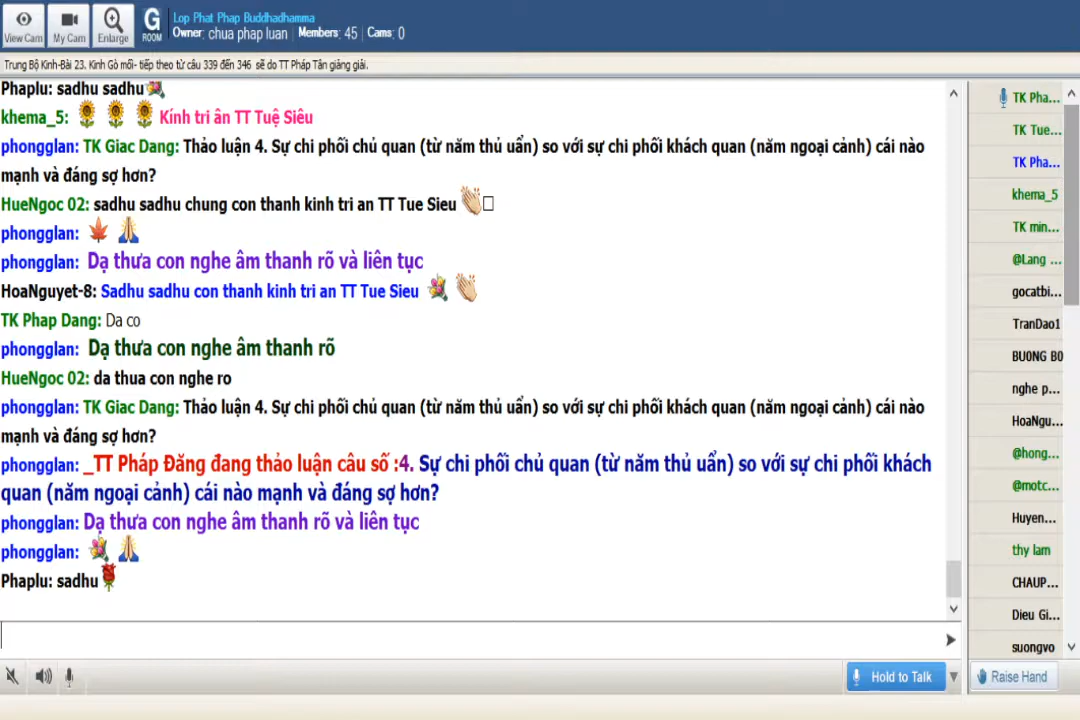 View Cam
My Cam
Enlarge
G
ROOM
Lop Phat Phap Buddhadhamma
Owner: chua phap luan Members: 45 Cams: 0
Trung Bộ Kinh-Bài 23. Kinh Gò mối- tiếp theo từ câu 339 đến 346 sẽ do TT Pháp Tân giảng giải.
Phaplu: sadhu sadhu
khema_5: Kính tri ân TT Tuệ Siêu
phongglan: TK Giac Dang: Thảo luận 4. Sự chi phối chủ quan (từ năm thủ uẩn) so với sự chi phối khách quan (năm ngoại cảnh) cái nào
mạnh và đáng sợ hơn?
HueNgoc 02: sadhu sadhu chung con thanh kinh tri an TT Tue Sieu
phongglan:
phongglan: Dạ thưa con nghe âm thanh rõ và liên tục
HoaNguyet-8: Sadhu sadhu con thanh kinh tri an TT Tue Sieu
TK Phap Dang: Da co
phongglan: Dạ thưa con nghe âm thanh rõ
HueNgoc 02: da thua con nghe ro
phongglan: TK Giac Dang: Thảo luận 4. Sự chi phối chủ quan (từ năm thủ uẩn) so với sự chi phối khách quan (năm ngoại cảnh) cái nào
mạnh và đáng sợ hơn?
phongglan: _TT Pháp Đăng đang thảo luận câu số :4. Sự chi phối chủ quan (từ năm thủ uẩn) so với sự chi phối khách
quan (năm ngoại cảnh) cái nào mạnh và đáng sợ hơn?
phongglan: Dạ thưa con nghe âm thanh rõ và liên tục
phongglan:
Phaplu: sadhu
TK Pha...
TK Tue...
TK Pha...
khema_5
TK min...
@Lang ...
gocatbi...
TranDao1
BUONG BO
nghe p...
HoaNgu...
@hong...
@motc...
Huyen...
thy lam
CHAUP...
Dieu Gi...
suongvo
Hold to Talk
Raise Hand